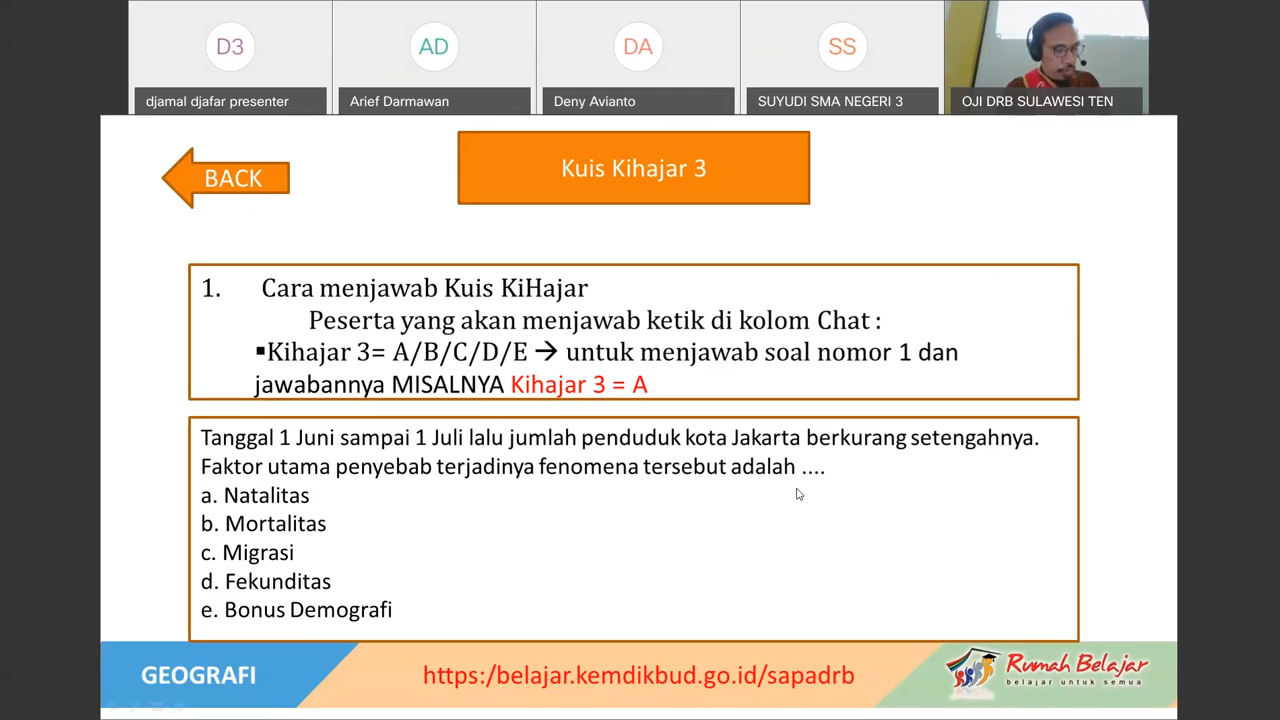 D3
AD
DA
SS
djamal djafar presenter
Arief Darmawan
Deny Avianto
SUYUDI SMA NEGERI 3
OJI DRB SULAWESI TEN
BACK
Kuis Kihajar 3
1. Cara menjawab Kuis KiHajar
Peserta yang akan menjawab ketik di kolom Chat :
▪Kihajar 3= A/B/C/D/E → untuk menjawab soal nomor 1 dan
jawabannya MISALNYA Kihajar 3 = A
Tanggal 1 Juni sampai 1 Juli lalu jumlah penduduk kota Jakarta berkurang setengahnya.
Faktor utama penyebab terjadinya fenomena tersebut adalah ....
a. Natalitas
b. Mortalitas
c. Migrasi
d. Fekunditas
e. Bonus Demografi
GEOGRAFI
https:/belajar.kemdikbud.go.id/sapadrb
Rumah Belajar
belajar untuk semua